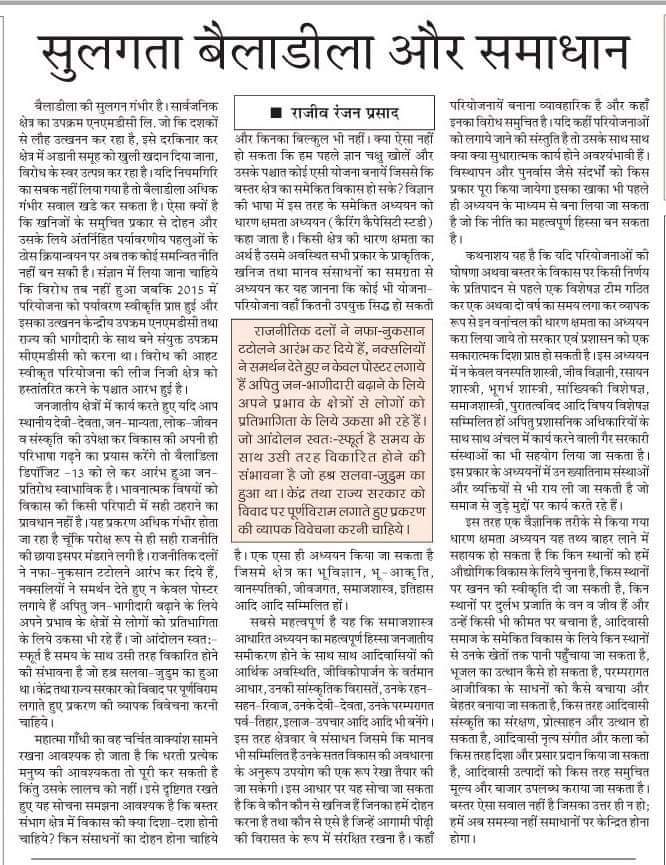 सुलगता बैलाडीला और समाधान
बैलाडीला की सुलगन गंभीर है। सार्वजनिक
क्षेत्र का उपक्रम एनएमडीसी लि. जो कि दशकों
से लौह उत्खनन कर रहा है, इसे दरकिनार कर
क्षेत्र में अडानी समूह को खुली खदान दिया जाना,
विरोध के स्वर उत्पन्न कर रहा है। यदि नियमगिरि
का सबक नहीं लिया गया है तो बैलाडीला अधिक
गंभीर सवाल खडे कर सकता है। ऐसा क्यों है
कि खनिजों के समुचित प्रकार से दोहन और
उसके लिये अंतर्निहित पर्यावरणीय पहलुओं के
ठोस क्रियान्वयन पर अब तक कोई समन्वित नीति
नहीं बन सकी है। संज्ञान में लिया जाना चाहिये
कि विरोध तब नहीं हुआ जबकि 2015 में
परियोजना को पर्यावरण स्वीकृति प्राप्त हुई और
इसका उत्खनन केन्द्रीय उपक्रम एनएमडीसी तथा
राज्य की भागीदारी के साथ बने संयुक्त उपक्रम
सीएमडीसी को करना था। विरोध की आहट
स्वीकृत परियोजना की लीज निजी क्षेत्र को
हस्तांतरित करने के पश्चात आरंभ हुई है।
जनजातीय क्षेत्रों में कार्य करते हुए यदि आप
स्थानीय देवी-देवता, जन-मान्यता, लोक-जीवन
व संस्कृति की उपेक्षा कर विकास की अपनी ही
परिभाषा गढ़ने का प्रयास करेंगे तो बैलाडिला
डिपॉजिट -13 को ले कर आरंभ हुआ जन-
प्रतिरोध स्वाभाविक है। भावनात्मक विषयों को
विकास की किसी परिपाटी में सही ठहराने का
प्रावधान नहीं है। यह प्रकरण अधिक गंभीर होता
जा रहा है चूंकि परोक्ष रूप से ही सही राजनीति
की छाया इसपर मंडराने लगी है। राजनीतिक दलों
ने नफा-नुकसान टटोलने आरंभ कर दिये हैं,
नक्सलियों ने समर्थन देते हुए न केवल पोस्टर
लगाये हैं अपितु जन-भागीदारी बढ़ाने के लिये
अपने प्रभाव के क्षेत्रों से लोगों को प्रतिभागिता
के लिये उकसा भी रहे हैं। जो आंदोलन स्वतः-
स्फूर्त है समय के साथ उसी तरह विकारित होने
की संभावना है जो हश्र सलवा-जुडुम का हुआ
था। केंद्र तथा राज्य सरकार को विवाद पर पूर्णविराम
लगाते हुए प्रकरण की व्यापक विवेचना करनी
चाहिये।
महात्मा गाँधी का वह चर्चित वाक्यांश सामने
रखना आवश्यक हो जाता है कि धरती प्रत्येक
मनुष्य की आवश्यकता तो पूरी कर सकती है
किंतु उसके लालच को नहीं। इसे दृष्टिगत रखते
हुए यह सोचना समझना आवश्यक है कि बस्तर
संभाग क्षेत्र में विकास की क्या दिशा-दशा होनी
चाहिये? किन संसाधनों का दोहन होना चाहिये
■ राजीव रंजन प्रसाद
और किनका बिल्कुल भी नहीं। क्या ऐसा नहीं
हो सकता कि हम पहले ज्ञान चक्षु खोलें और
उसके पश्चात कोई एसी योजना बनायें जिससे कि
बस्तर क्षेत्र का समेकित विकास हो सके? विज्ञान
की भाषा में इस तरह के समेकित अध्ययन को
धारण क्षमता अध्ययन (कैरिंग कैपेसिटी स्टडी)
कहा जाता है। किसी क्षेत्र की धारण क्षमता का
अर्थ है उसमे अवस्थित सभी प्रकार के प्राकृतिक,
खनिज तथा मानव संसाधनों का समग्रता से
अध्ययन कर यह जानना कि कोई भी योजना-
परियोजना वहाँ कितनी उपयुक्त सिद्ध हो सकती
राजनीतिक दलों ने नफा-नुकसान
टटोलने आरंभ कर दिये हैं, नक्सलियों
ने समर्थन देते हुए न केवल पोस्टर लगाये
हैं अपितु जन-भागीदारी बढ़ाने के लिये
अपने प्रभाव के क्षेत्रों से लोगों को
प्रतिभागिता के लिये उकसा भी रहे हैं।
जो आंदोलन स्वतः-स्फूर्त है समय के
साथ उसी तरह विकारित होने की
संभावना है जो हश्र सलवा-जुडुम का
हुआ था। केंद्र तथा राज्य सरकार को
विवाद पर पूर्णविराम लगाते हुए प्रकरण
की व्यापक विवेचना करनी चाहिये।
है। एक एसा ही अध्ययन किया जा सकता है
जिसमे क्षेत्र का भूविज्ञान, भू-आकृति,
वानस्पतिकी, जीवजगत, समाजशास्त्र, इतिहास
आदि आदि सम्मिलित हों।
सबसे महत्वपूर्ण है यह कि समाजशास्त्र
आधारित अध्ययन का महत्वपूर्ण हिस्सा जनजातीय
समीकरण होने के साथ साथ आदिवासियों की
आर्थिक अवस्थिति, जीविकोपार्जन के वर्तमान
आधार, उनकी सांस्कृतिक विरासतें, उनके रहन-
सहन-रिवाज, उनके देवी-देवता, उनके परम्परागत
पर्व-तिहार, इलाज-उपचार आदि आदि भी बनेंगे।
इस तरह क्षेत्रवार वे संसाधन जिसमे कि मानव
भी सम्मिलित हैं उनके सतत विकास की अवधारना
के अनुरूप उपयोग की एक रूप रेखा तैयार की
जा सकेगी। इस आधार पर यह सोचा जा सकता
है कि वे कौन कौन से खनिज हैं जिनका हमें दोहन
करना है तथा कौन से ऐसे है जिन्हें आगामी पीढ़ी
की विरासत के रूप में संरक्षित रखना है। कहाँ
परियोजनायें बनाना व्यावहारिक है और कहाँ
इनका विरोध समुचित है। यदि कहीं परियोजनाओं
को लगाये जाने की संस्तुति है तो उसके साथ साथ
क्या क्या सुधारात्मक कार्य होने अवश्यंभावी हैं।
विस्थापन और पुनर्वास जैसे संदर्भों को किस
प्रकार पूरा किया जायेगा इसका खाका भी पहले
ही अध्ययन के माध्यम से बना लिया जा सकता
है जो कि नीति का महत्वपूर्ण हिस्सा बन सकता
है।
कथनाशय यह है कि यदि परियोजनाओं की
घोषणा अथवा बस्तर के विकास पर किसी निर्णय
के प्रतिपादन से पहले एक विशेषज्ञ टीम गठित
कर एक अथवा दो वर्ष का समय लगा कर व्यापक
रूप से इन वनांचल की धारण क्षमता का अध्ययन
करा लिया जाये तो सरकार एवं प्रशासन को एक
सकारात्मक दिशा प्राप्त हो सकती है। इस अध्ययन
में न केवल वनस्पति शास्त्री, जीव विज्ञानी, रसायन
शास्त्री, भूगर्भ शास्त्री, सांख्यिकी विशेषज्ञ,
समाजशास्त्री, पुरातत्वविद आदि विषय विशेषज्ञ
सम्मिलित हों अपितु प्रशासनिक अधिकारियों के
साथ साथ अंचल में कार्य करने वाली गैर सरकारी
संस्थाओं का भी सहयोग लिया जा सकता है।
इस प्रकार के अध्ययनों में उन ख्यातिनाम संस्थाओं
और व्यक्तियों से भी राय ली जा सकती है जो
समाज से जुड़े मुद्दों पर कार्य करते रहे हैं।
इस तरह एक वैज्ञानिक तरीके से किया गया
धारण क्षमता अध्ययन यह तथ्य बाहर लाने में
सहायक हो सकता है कि किन स्थानों को हमें
औद्योगिक विकास के लिये चुनना है, किस स्थानों
पर खनन की स्वीकृति दी जा सकती है, किन
स्थानों पर दुर्लभ प्रजाति के वन व जीव हैं और
उन्हें किसी भी कीमत पर बचाना है, आदिवासी
समाज के समेकित विकास के लिये किन स्थानों
से उनके खेतों तक पानी पहुँचाया जा सकता है,
भूजल का उत्थान कैसे हो सकता है, परम्परागत
आजीविका के साधनों को कैसे बचाया और
बेहतर बनाया जा सकता है, किस तरह आदिवासी
संस्कृति का संरक्षण, प्रोत्साहन और उत्थान हो
सकता है, आदिवासी नृत्य संगीत और कला को
किस तरह दिशा और प्रसार प्रदान किया जा सकता
है, आदिवासी उत्पादों को किस तरह समुचित
मूल्य और बाजार उपलब्ध कराया जा सकता है।
बस्तर ऐसा सवाल नहीं है जिसका उत्तर ही न हो;
हमें अब समस्या नहीं समाधानों पर केन्द्रित होना
होगा।